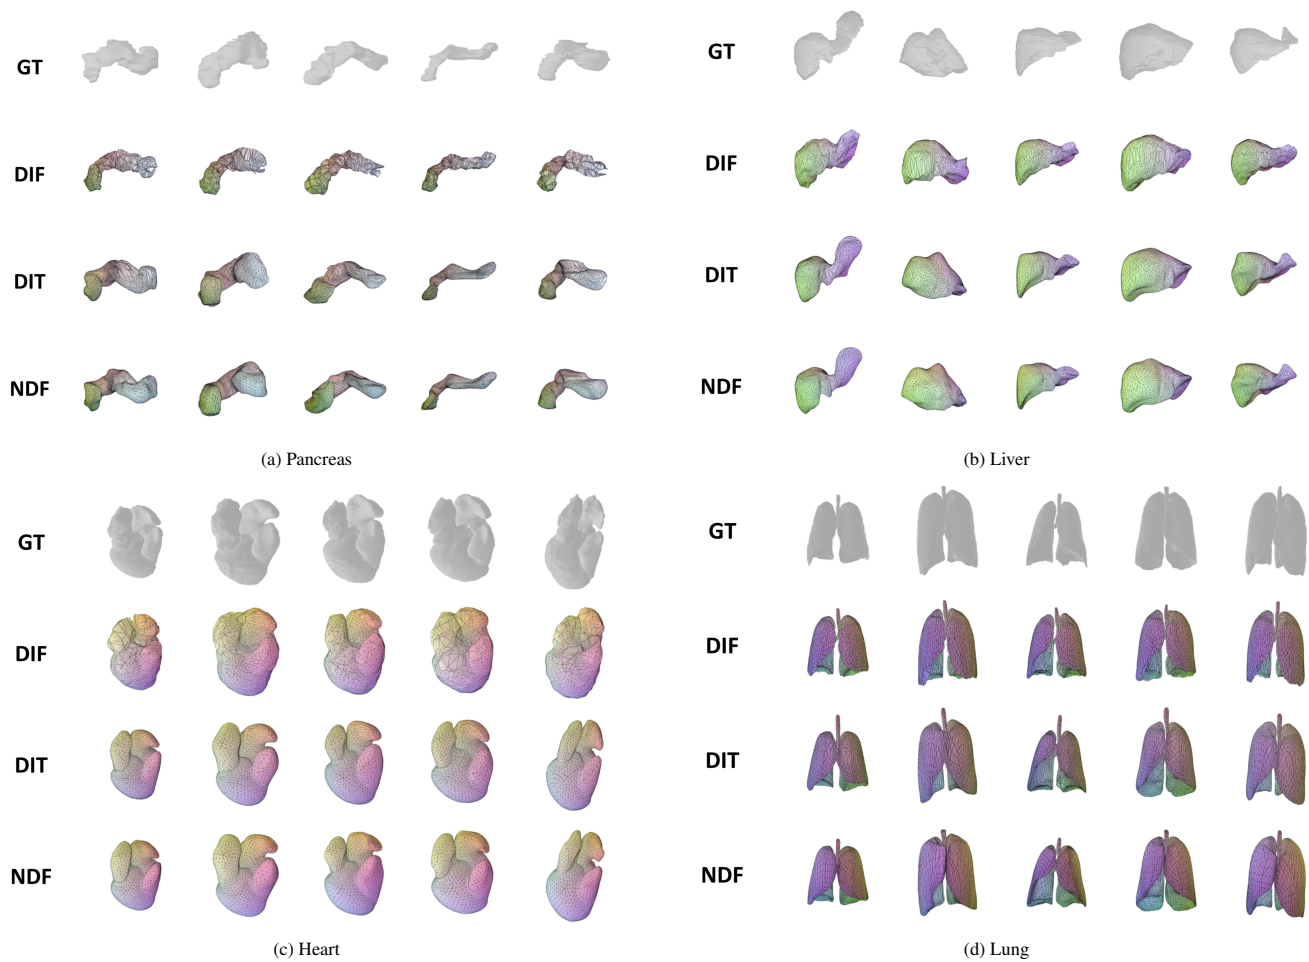 GT
DIF
DIT
NDF
(a) Pancreas
GT
DIF
DIT
NDF
(b) Liver
GT
DIF
DIT
NDF
(c) Heart
GT
DIF
DIT
NDF
(d) Lung